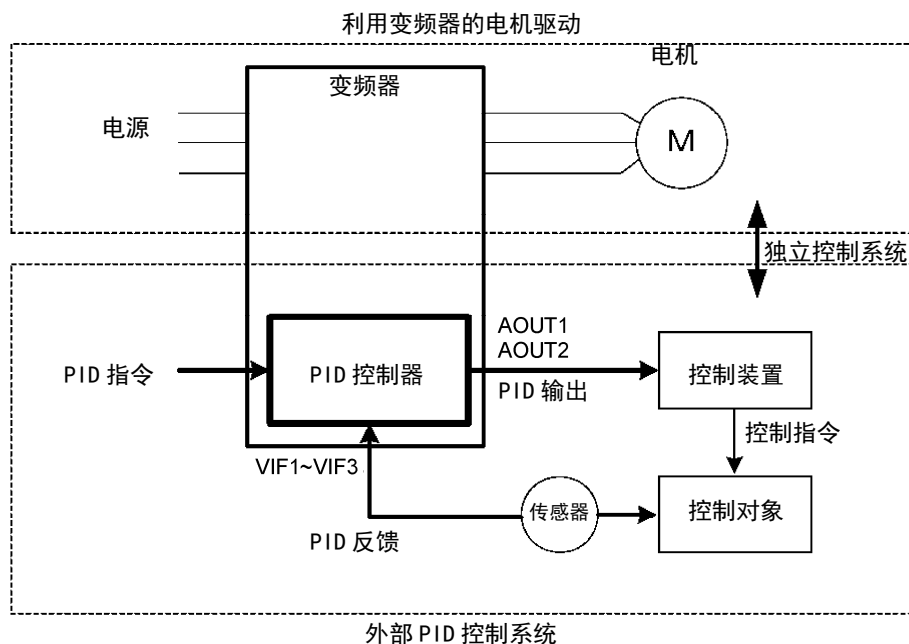 利用变频器的电机驱动
电机
变频器
电源
M
独立控制系统
AOUT1
AOUT2
PID 指令
PID 控制器
PID 输出
控制装置
控制指令
VIF1~VIF3
传感器
控制对象
PID 反馈
外部 PID 控制系统